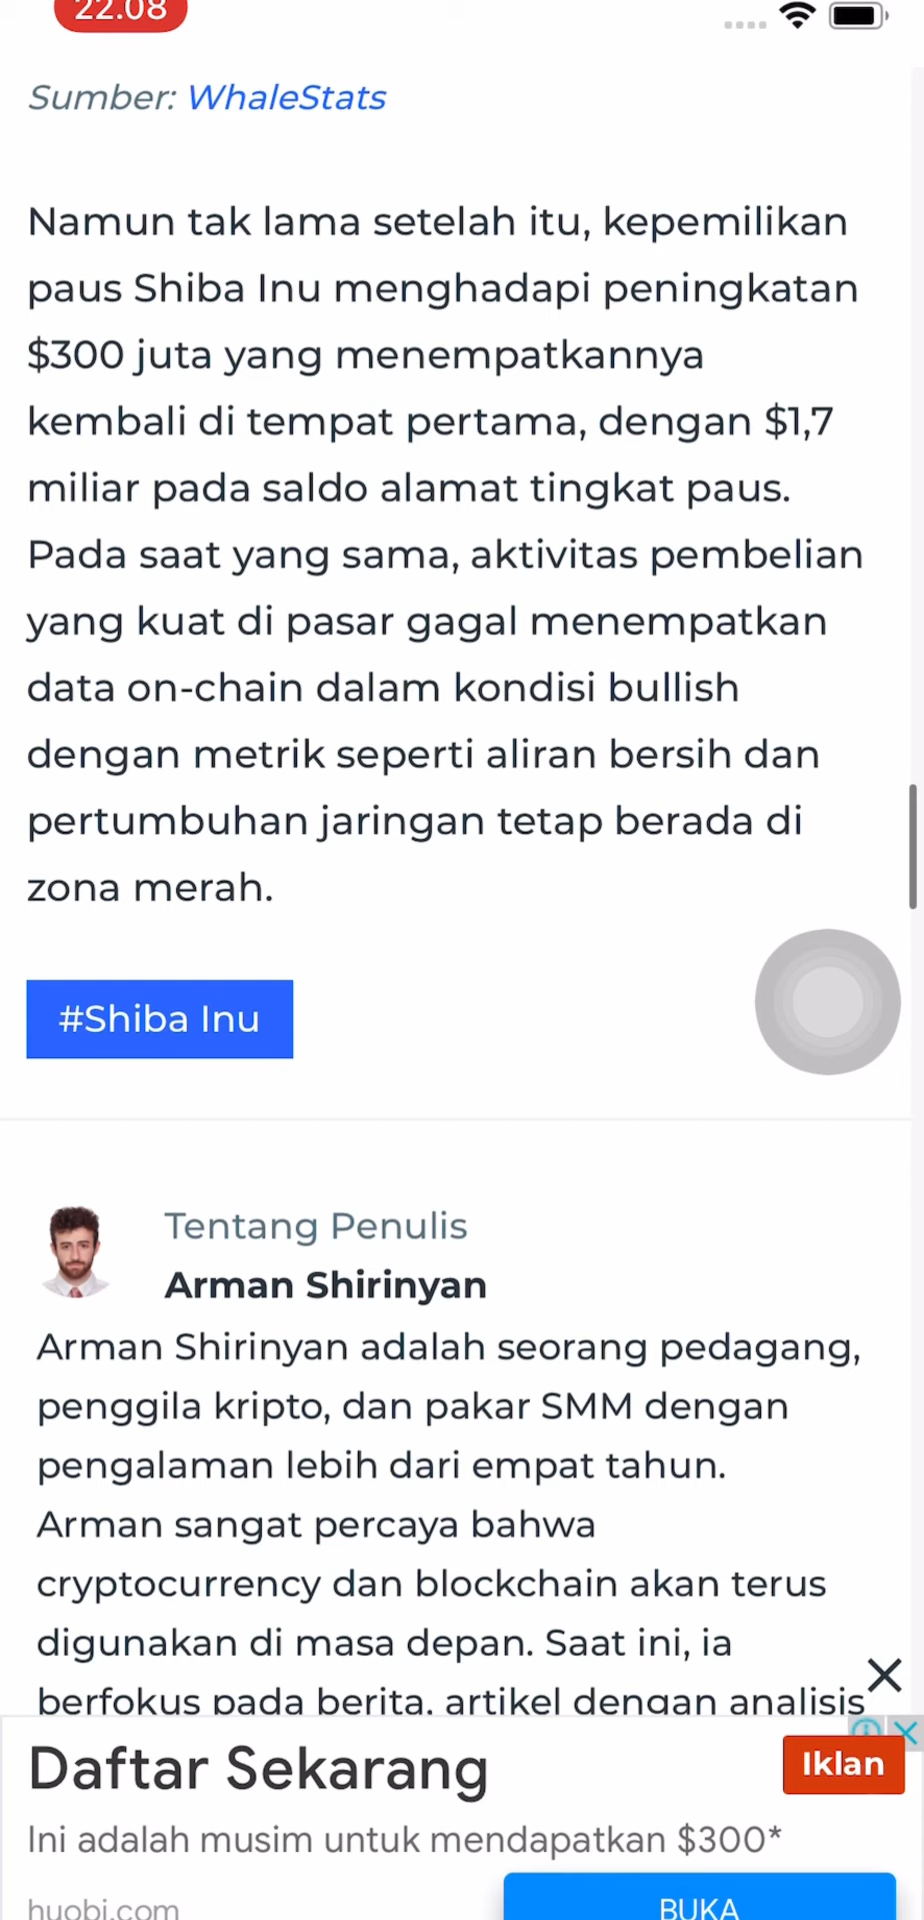 22.08
Sumber: WhaleStats
Namun tak lama setelah itu, kepemilikan
paus Shiba Inu menghadapi peningkatan
$300 juta yang menempatkannya
kembali di tempat pertama, dengan $1,7
miliar pada saldo alamat tingkat paus.
Pada saat yang sama, aktivitas pembelian
yang kuat di pasar gagal menempatkan
data on-chain dalam kondisi bullish
dengan metrik seperti aliran bersih dan
pertumbuhan jaringan tetap berada di
zona merah.
#Shiba Inu
Tentang Penulis
Arman Shirinyan
Arman Shirinyan adalah seorang pedagang,
penggila kripto, dan pakar SMM dengan
pengalaman lebih dari empat tahun.
Arman sangat percaya bahwa
cryptocurrency dan blockchain akan terus
digunakan di masa depan. Saat ini, ia
berfokus pada berita, artikel dengan analisis
Daftar Sekarang
Iklan
Ini adalah musim untuk mendapatkan $300*
huobi.com
BUKA